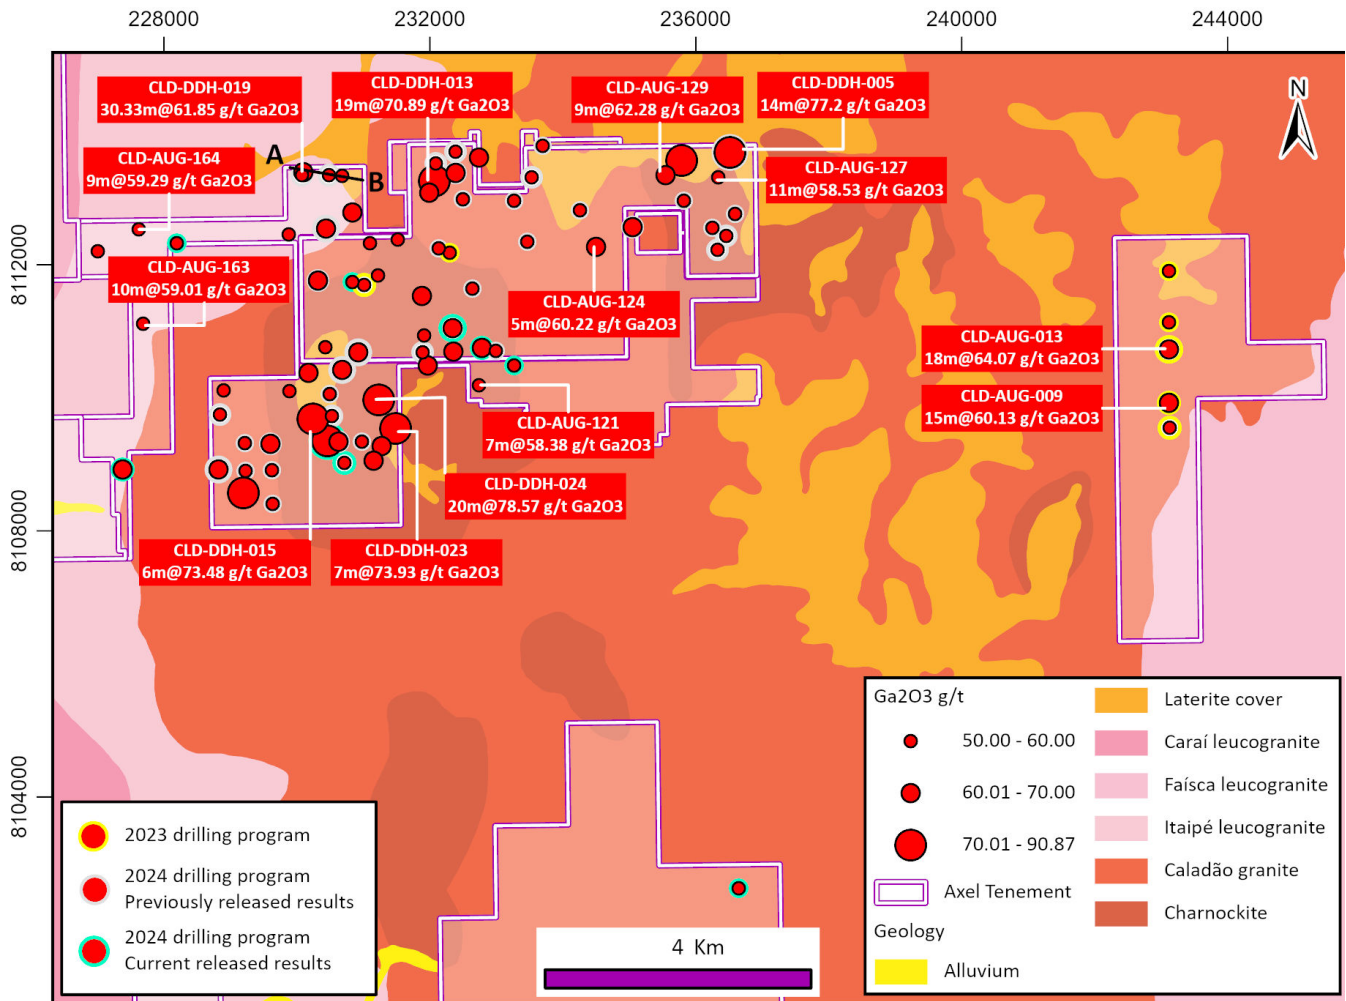 228000
232000
236000
240000
244000
8112000
8108000
8104000
N
CLD-DDH-019
30.33m@61.85 g/t Ga2O3
CLD-DDH-013
19m@70.89 g/t Ga2O3
CLD-AUG-129
9m@62.28 g/t Ga2O3
CLD-DDH-005
14m@77.2 g/t Ga2O3
CLD-AUG-164
9m@59.29 g/t Ga2O3
A
B
CLD-AUG-127
11m@58.53 g/t Ga2O3
CLD-AUG-163
10m@59.01 g/t Ga2O3
CLD-AUG-124
5m@60.22 g/t Ga2O3
CLD-AUG-013
18m@64.07 g/t Ga2O3
CLD-AUG-009
15m@60.13 g/t Ga2O3
CLD-AUG-121
7m@58.38 g/t Ga2O3
CLD-DDH-024
20m@78.57 g/t Ga2O3
CLD-DDH-015
6m@73.48 g/t Ga2O3
CLD-DDH-023
7m@73.93 g/t Ga2O3
2023 drilling program
2024 drilling program
Previously released results
2024 drilling program
Current released results
4 Km
Ga2O3 g/t
50.00 - 60.00
60.01 - 70.00
70.01 - 90.87
Axel Tenement
Geology
Alluvium
Laterite cover
Caraí leucogranite
Faísca leucogranite
Itaipé leucogranite
Caladão granite
Charnockite